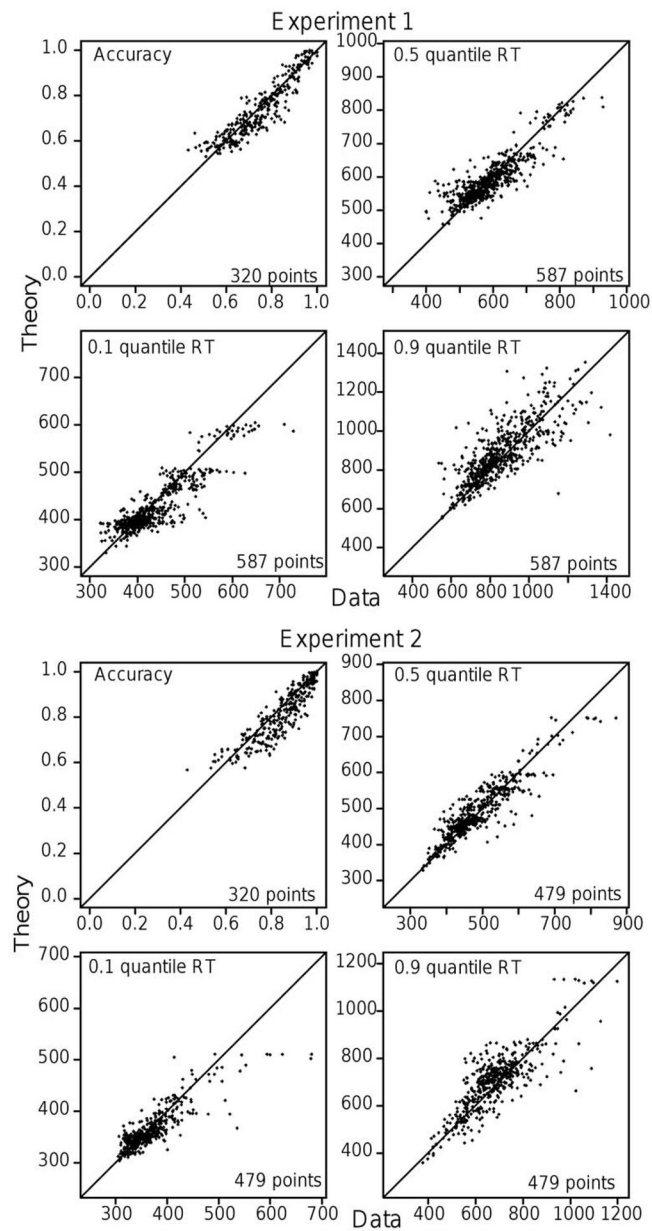 Experiment 1
Accuracy
1.0
0.8
0.6
0.4
0.2
0.0
320 points
0.0 0.2 0.4 0.6 0.8 1.0
0.5 quantile RT
1000
900
800
700
600
500
400
300
587 points
400 600 800 1000
Theory
0.1 quantile RT
700
600
500
400
300
587 points
300 400 500 600 700
0.9 quantile RT
1400
1200
1000
800
600
400
587 points
400 600 800 1000 1400
Data
Experiment 2
Accuracy
1.0
0.8
0.6
0.4
0.2
0.0
320 points
0.0 0.2 0.4 0.6 0.8 1.0
0.5 quantile RT
900
800
700
600
500
400
300
479 points
300 500 700 900
Theory
0.1 quantile RT
700
600
500
400
300
479 points
300 400 500 600 700
0.9 quantile RT
1200
1000
800
600
400
479 points
400 600 800 1000 1200
Data